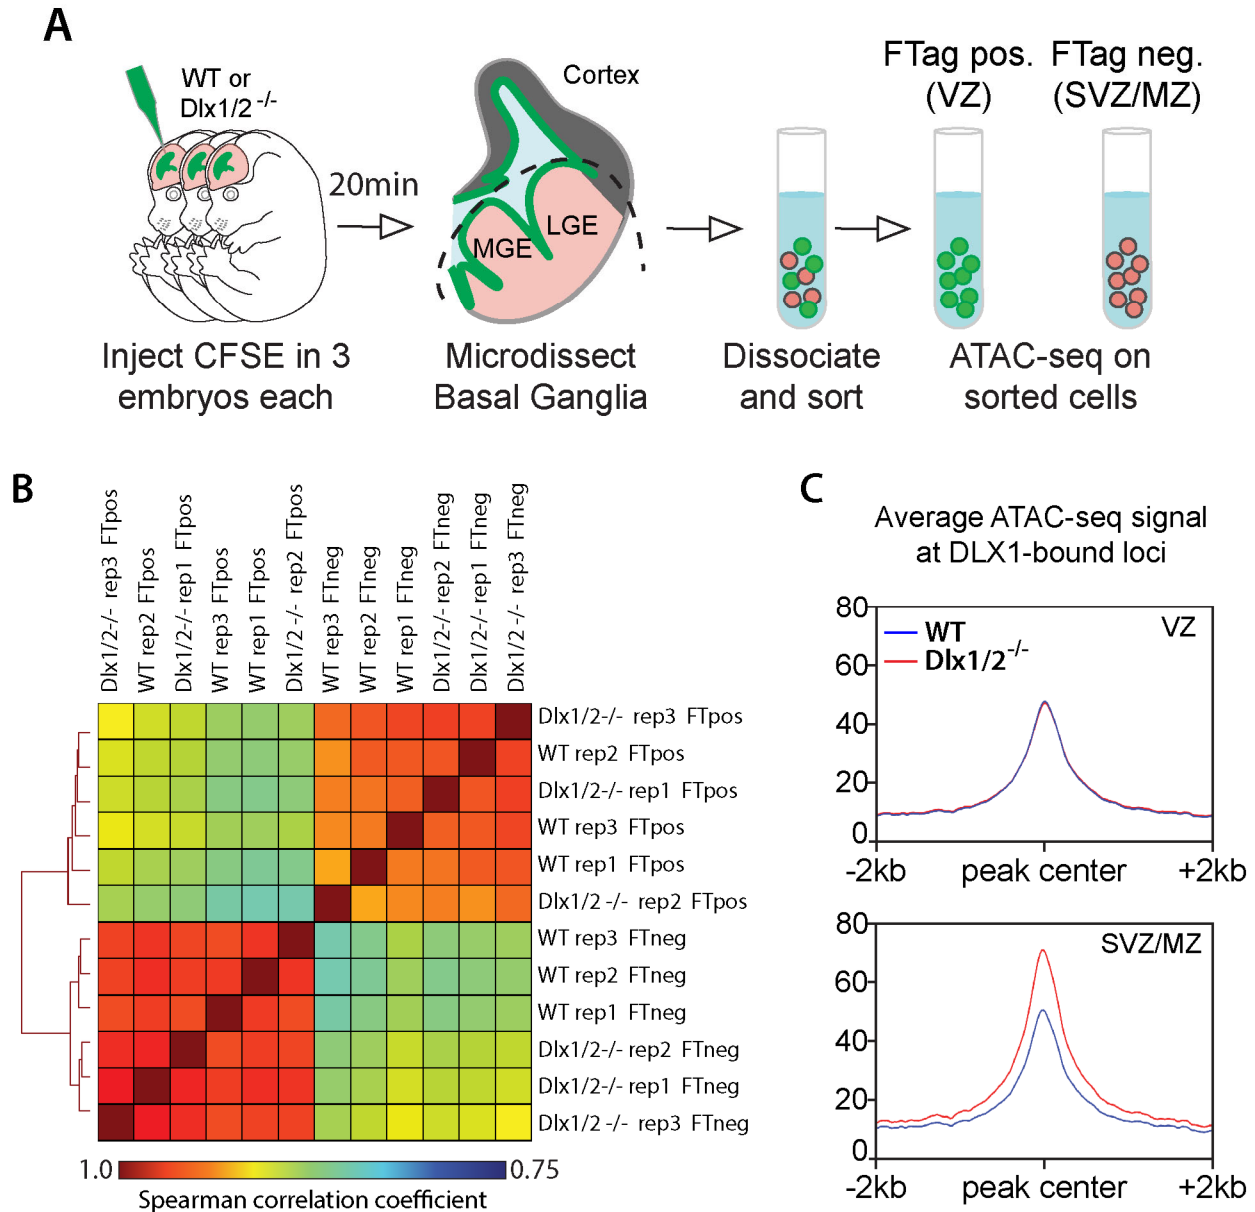 A
WT or
Dlx1/2 -/-
20min
Cortex
MGE
LGE
FTag pos.
(VZ)
FTag neg.
(SVZ/MZ)
Inject CFSE in 3
embryos each
Microdissect
Basal Ganglia
Dissociate
and sort
ATAC-seq on
sorted cells
B
Dlx1/2-/- rep3 FTpos
WT rep2 FTpos
Dlx1/2-/- rep1 FTpos
WT rep3 FTpos
WT rep1 FTpos
Dlx1/2 -/- rep2 FTpos
WT rep3 FTneg
WT rep2 FTneg
WT rep1 FTneg
Dlx1/2-/- rep2 FTneg
Dlx1/2-/- rep1 FTneg
Dlx1/2 -/- rep3 FTneg
Dlx1/2-/- rep3 FTpos
WT rep2 FTpos
Dlx1/2-/- rep1 FTpos
WT rep3 FTpos
WT rep1 FTpos
Dlx1/2 -/- rep2 FTpos
WT rep3 FTneg
WT rep2 FTneg
WT rep1 FTneg
Dlx1/2-/- rep2 FTneg
Dlx1/2-/- rep1 FTneg
Dlx1/2 -/- rep3 FTneg
1.0
0.75
Spearman correlation coefficient
C
Average ATAC-seq signal
at DLX1-bound loci
80
60
40
20
0
WT
Dlx1/2-/-
VZ
-2kb
peak center
+2kb
80
60
40
20
0
SVZ/MZ
-2kb
peak center
+2kb